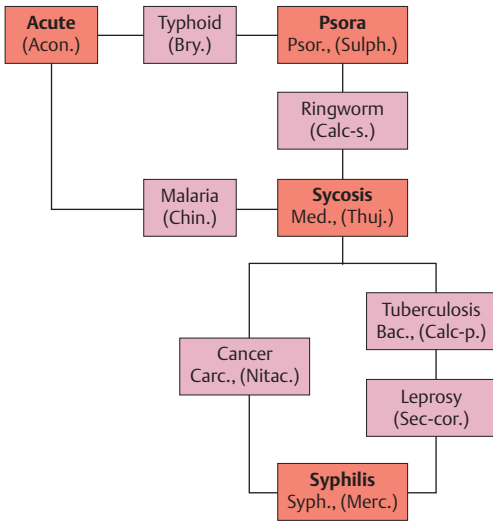 Acute
(Acon.)
Typhoid
(Bry.)
Psora
Psor., (Sulph.)
Ringworm
(Calc-s.)
Malaria
(Chin.)
Sycosis
Med., (Thuj.)
Tuberculosis
Bac., (Calc-p.)
Cancer
Carc., (Nitac.)
Leprosy
(Sec-cor.)
Syphilis
Syph., (Merc.)